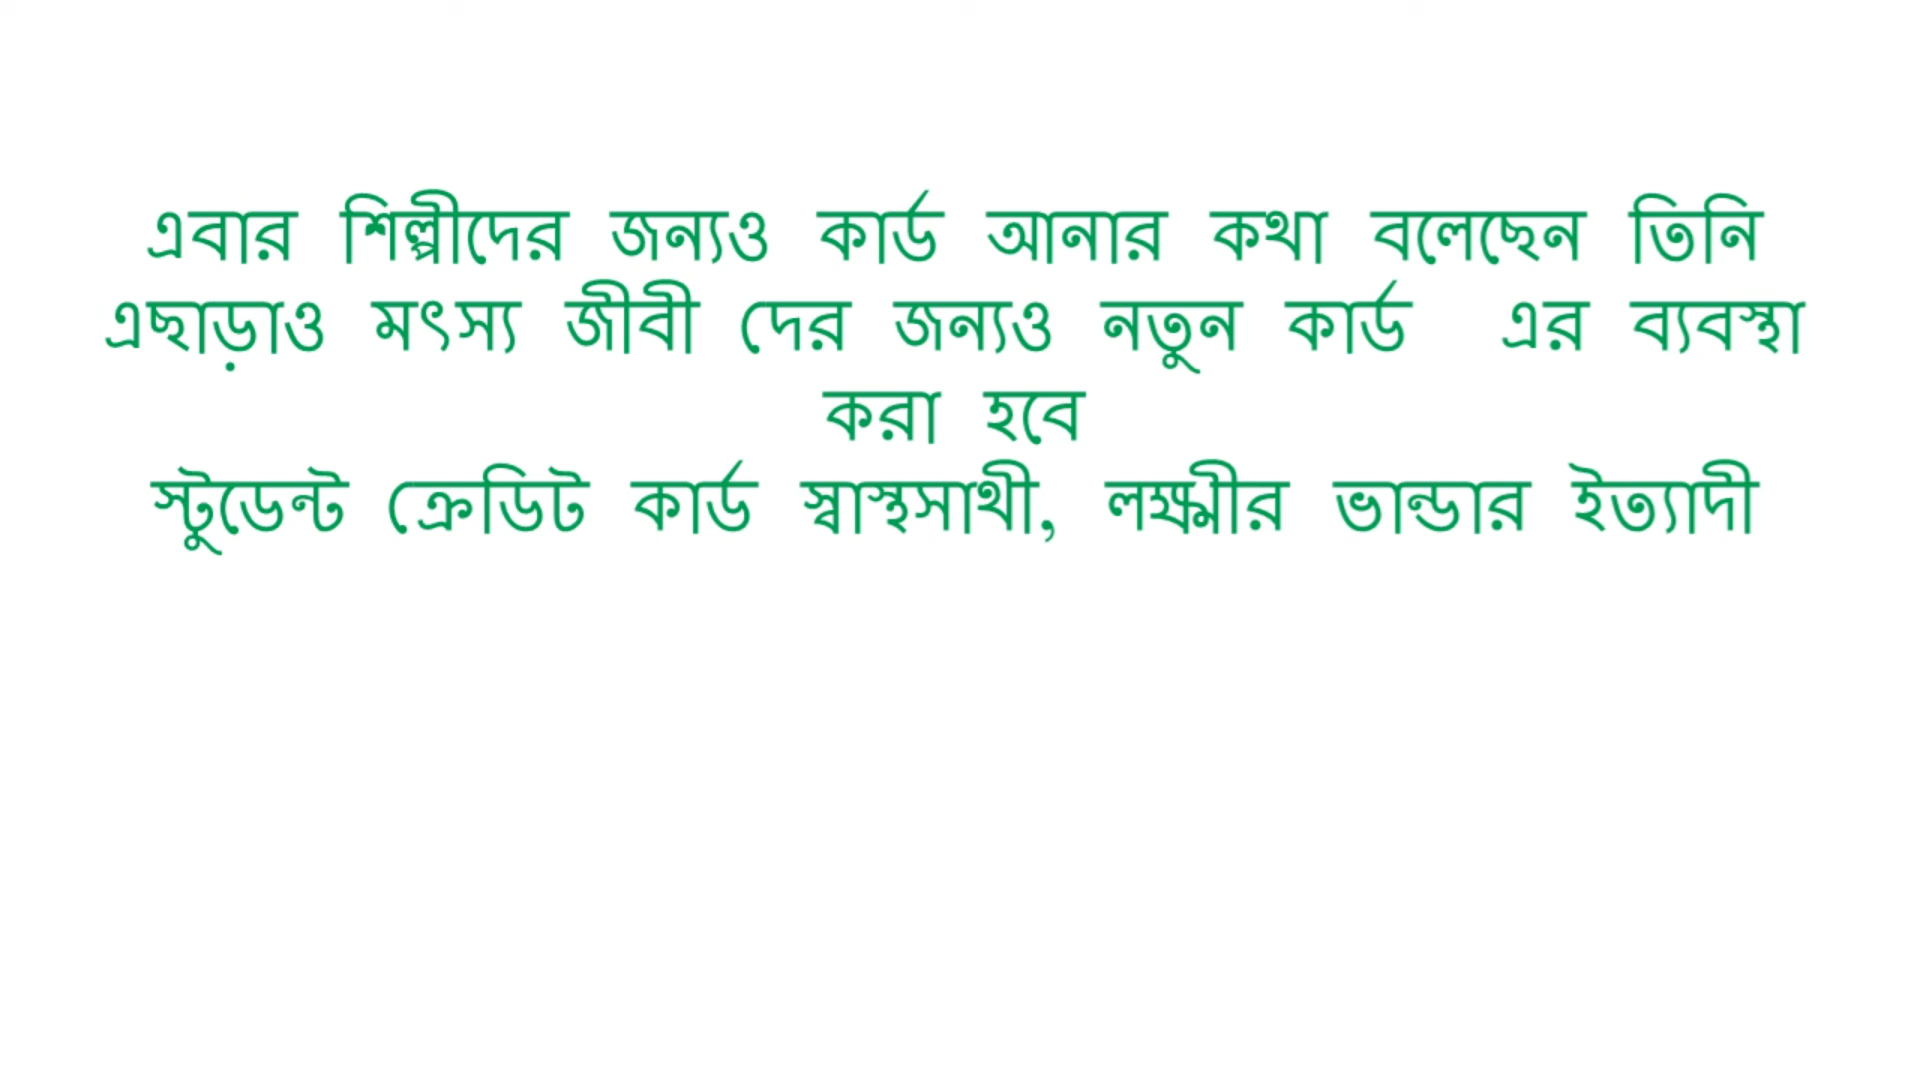 এবার শিল্পীদের জন্যও কার্ড আনার কথা বলেছেন তিনি
এছাড়াও মৎস্য জীবী দের জন্যও নতুন কার্ড এর ব্যবস্থা
করা হবে
স্টুডেন্ট ক্রেডিট কার্ড স্বাস্থসাথী, লক্ষ্মীর ভান্ডার ইত্যাদী